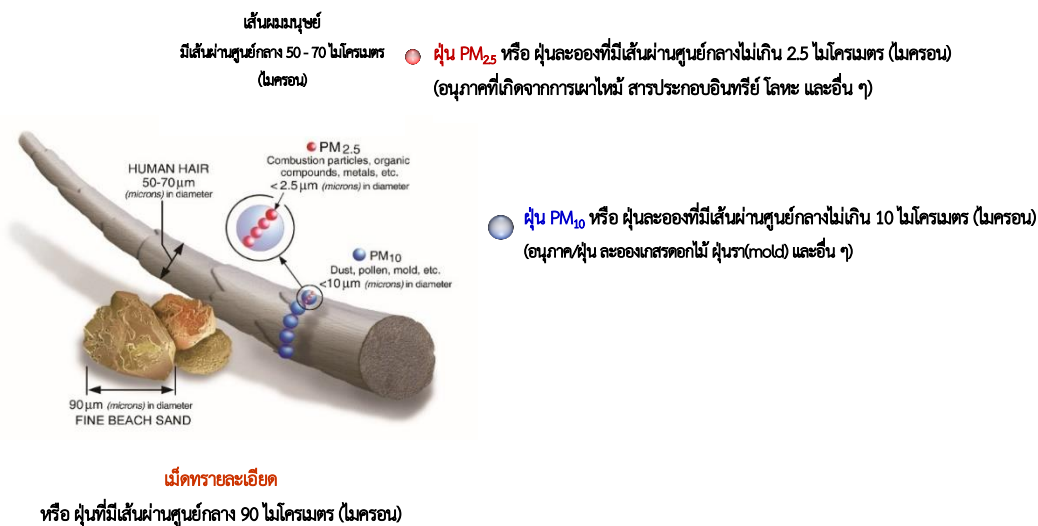 เส้นผมมนุษย์
มีเส้นผ่านศูนย์กลาง 50 - 70 ไมโครเมตร
(ไมครอน)
ฝุ่น PM2.5 หรือ ฝุ่นละอองที่มีเส้นผ่านศูนย์กลางไม่เกิน 2.5 ไมโครเมตร (ไมครอน)
(อนุภาคที่เกิดจากการเผาไหม้ สารประกอบอินทรีย์ โลหะ และอื่น ๆ)
PM2.5
Combustion particles, organic
compounds, metals, etc.
<2.5μm (microns) in diameter
HUMAN HAIR
50-70μm
(microns) in diameter
ฝุ่น PM10 หรือ ฝุ่นละอองที่มีเส้นผ่านศูนย์กลางไม่เกิน 10 ไมโครเมตร (ไมครอน)
(อนุภาค/ฝุ่น ละอองเกสรดอกไม้ ฝุ่นรา(mold) และอื่น ๆ)
PM10
Dust, pollen, mold, etc.
<10μm (microns) in diameter
90μm (microns) in diameter
FINE BEACH SAND
เม็ดทรายละเอียด
หรือ ฝุ่นที่มีเส้นผ่านศูนย์กลาง 90 ไมโครเมตร (ไมครอน)